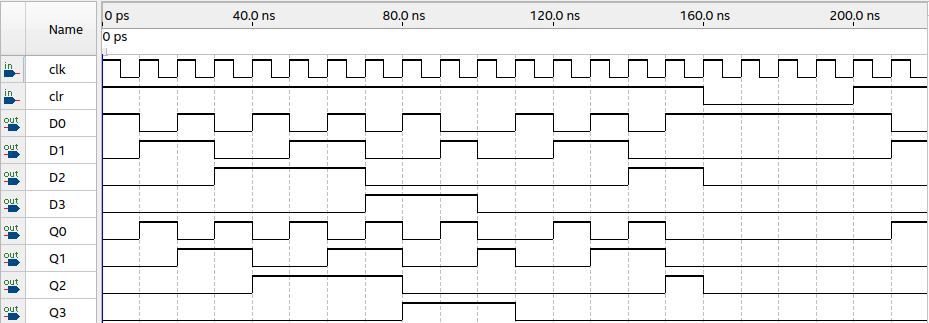 Name 0 ps 40.0 ns 80.0 ns 120.0 ns 160.0 ns 200.0 ns
0 ps
in clk
in clr
out D0
out D1
out D2
out D3
out Q0
out Q1
out Q2
out Q3